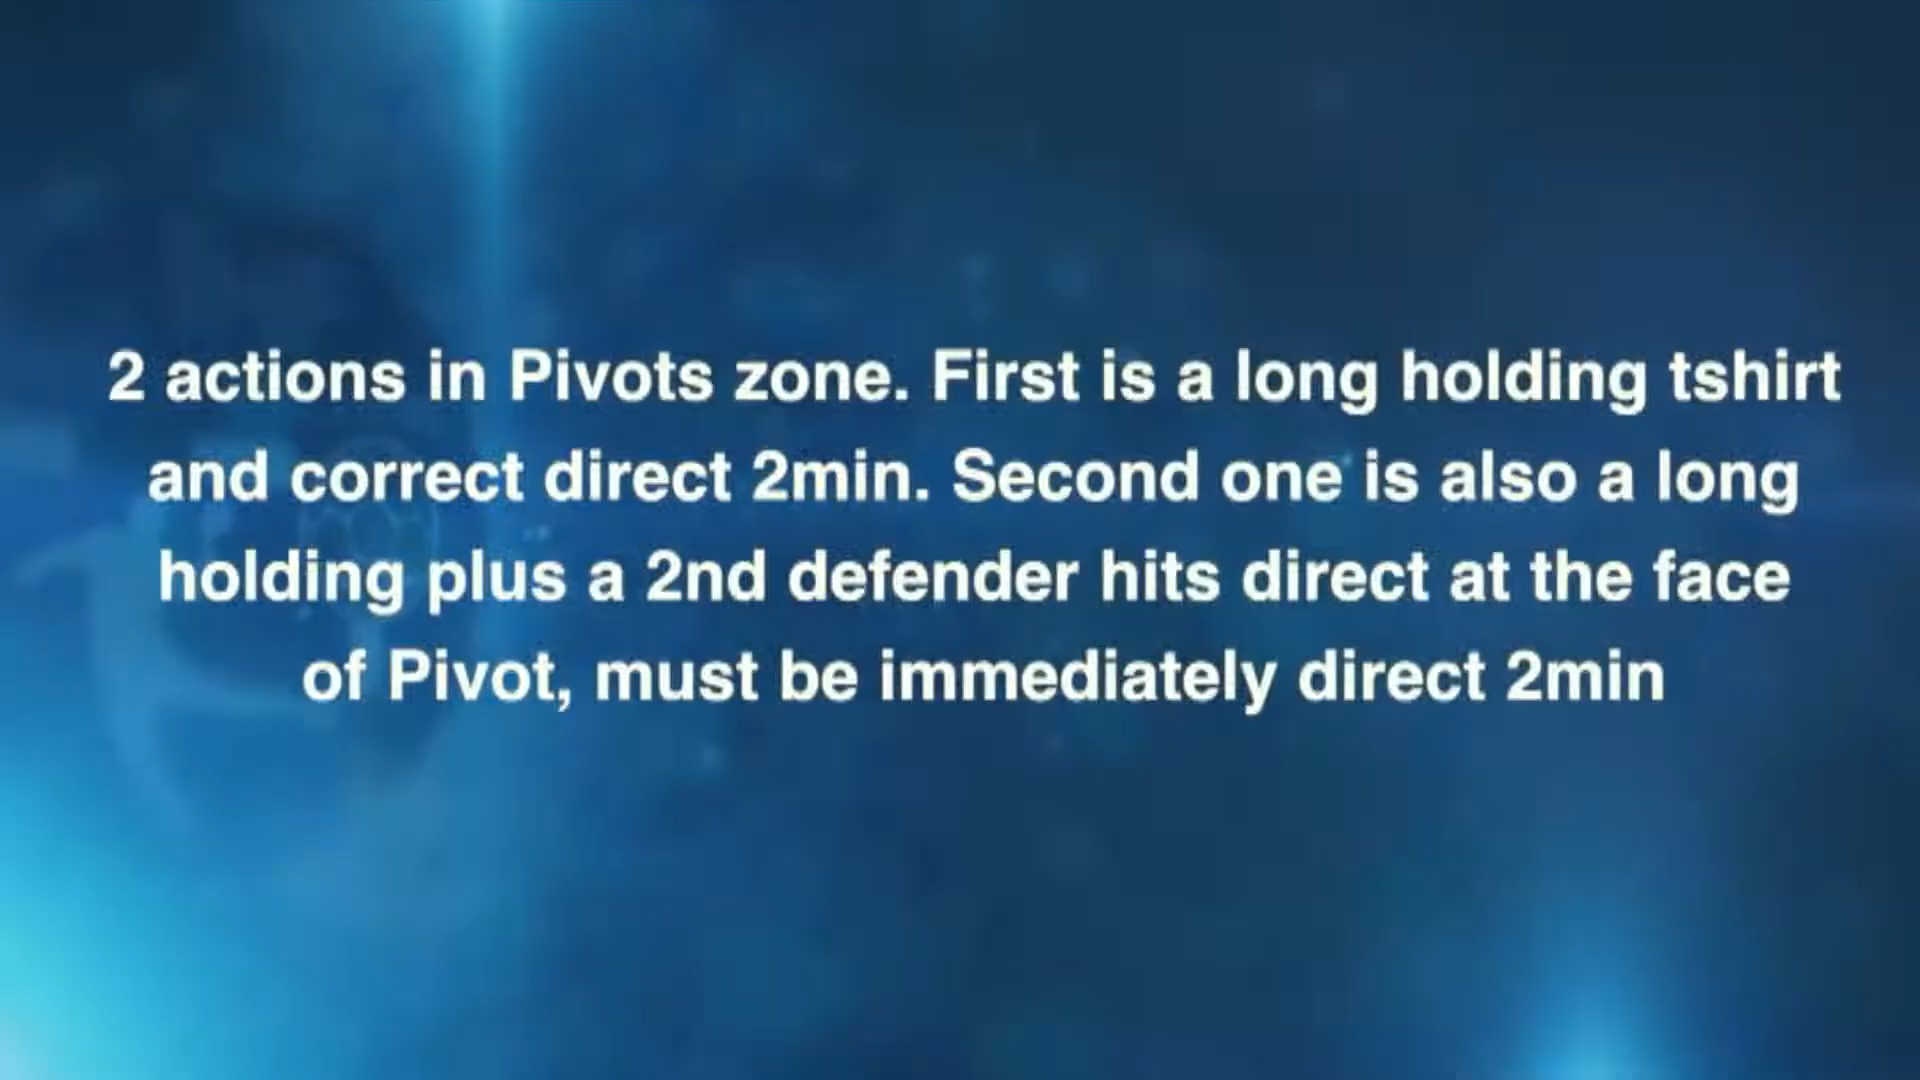 2 actions in Pivots zone. First is a long holding tshirt
and correct direct 2min. Second one is also a long
holding plus a 2nd defender hits direct at the face
of Pivot, must be immediately direct 2min